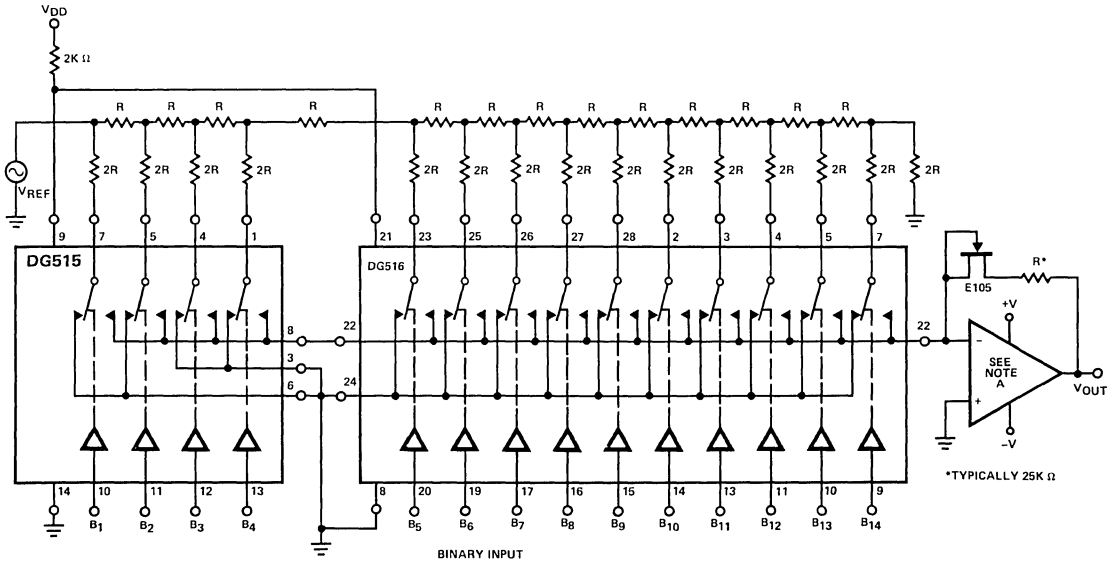 VDD
2K Ω
R R R R R R R R R R R R R
2R 2R 2R 2R 2R 2R 2R 2R 2R 2R 2R 2R 2R 2R 2R
VREF
9 7 5 4 1 21 23 25 26 27 28 2 3 4 5 7
DG515
DG516
R*
E105
+V
8 22 22
3
6 24
–
SEE
NOTE
A
+
VOUT
–V
*TYPICALLY 25K Ω
14 10 11 12 13 8 20 19 17 16 15 14 13 11 10 9
B1 B2 B3 B4 B5 B6 B7 B8 B9 B10 B11 B12 B13 B14
BINARY INPUT